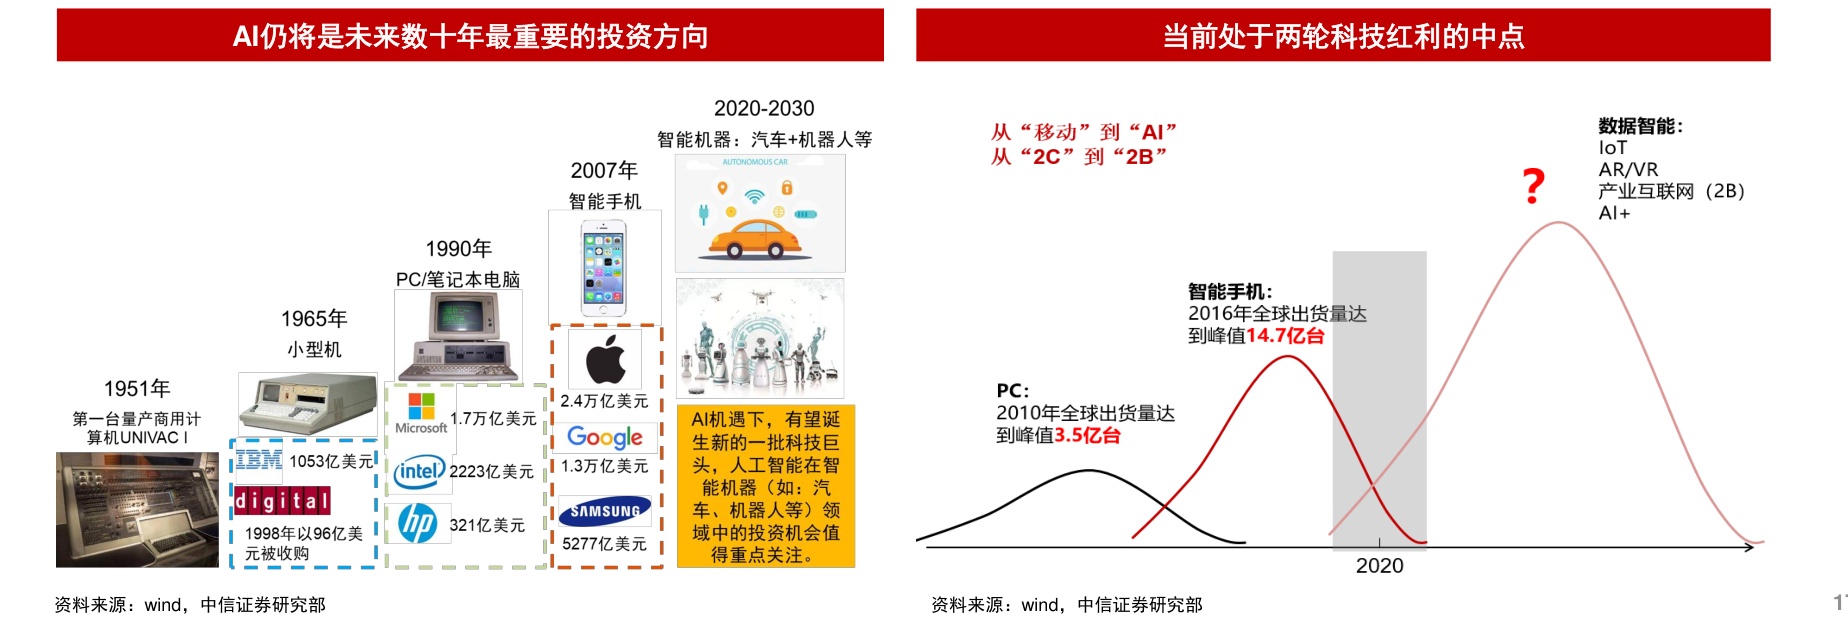 AI仍将是未来数十年最重要的投资方向
2020-2030
智能机器：汽车+机器人等
AUTONOMOUS CAR
2007年
智能手机
1990年
PC/笔记本电脑
1965年
小型机
1951年
第一台量产商用计
算机UNIVAC I
IBM
1053亿美元
digital
1998年以96亿美
元被收购
Microsoft
1.7万亿美元
intel
2223亿美元
hp
321亿美元
2.4万亿美元
Google
1.3万亿美元
SAMSUNG
5277亿美元
AI机遇下，有望诞
生新的一批科技巨
头，人工智能在智
能机器（如：汽
车、机器人等）领
域中的投资机会值
得重点关注。
资料来源：wind，中信证券研究部
当前处于两轮科技红利的中点
从“移动”到“AI”
从“2C”到“2B”
PC：
2010年全球出货量达
到峰值3.5亿台
智能手机：
2016年全球出货量达
到峰值14.7亿台
?
数据智能：
IoT
AR/VR
产业互联网（2B）
AI+
2020
资料来源：wind，中信证券研究部